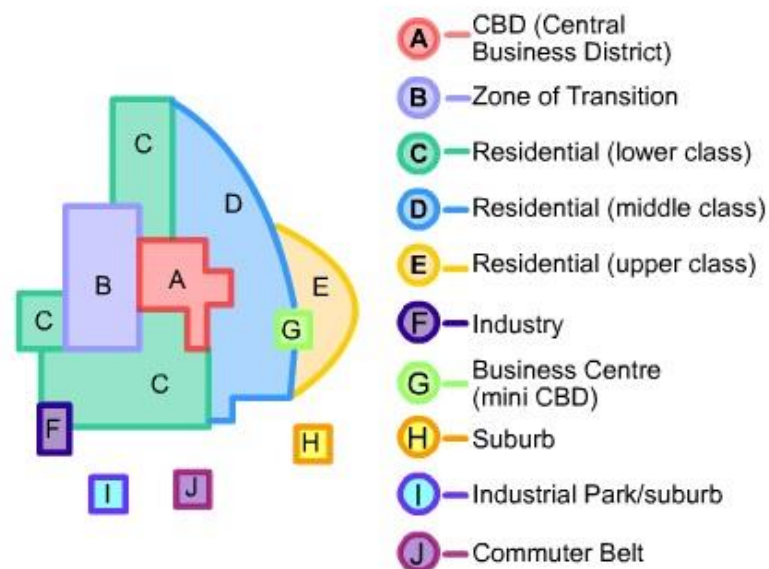 C
D
B
A
E
C
G
C
F
H
I
J
A CBD (Central
Business District)
B Zone of Transition
C Residential (lower class)
D Residential (middle class)
E Residential (upper class)
F Industry
G Business Centre
(mini CBD)
H Suburb
I Industrial Park/suburb
J Commuter Belt